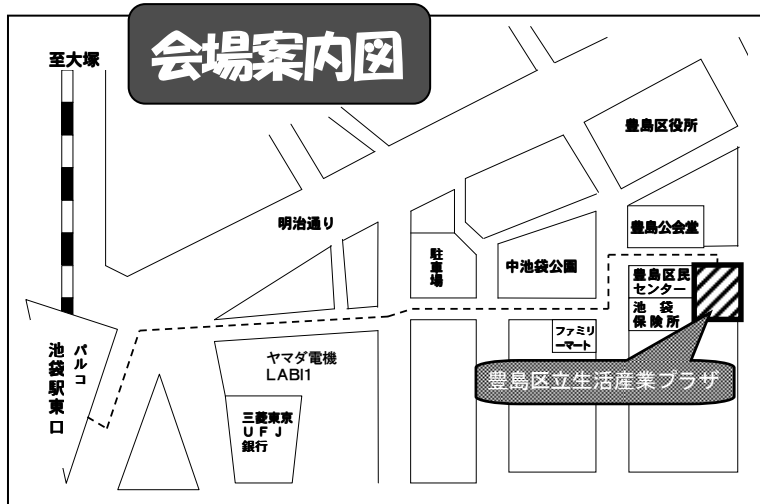 会場案内図
至大塚
豊島区役所
明治通り
豊島公会堂
駐車場
中池袋公園
豊島区民
センター
池袋
保険所
ファミリ
ーマート
パルコ
池袋駅東口
ヤマダ電機
LABI1
豊島区立生活産業プラザ
三菱東京
UFJ
銀行